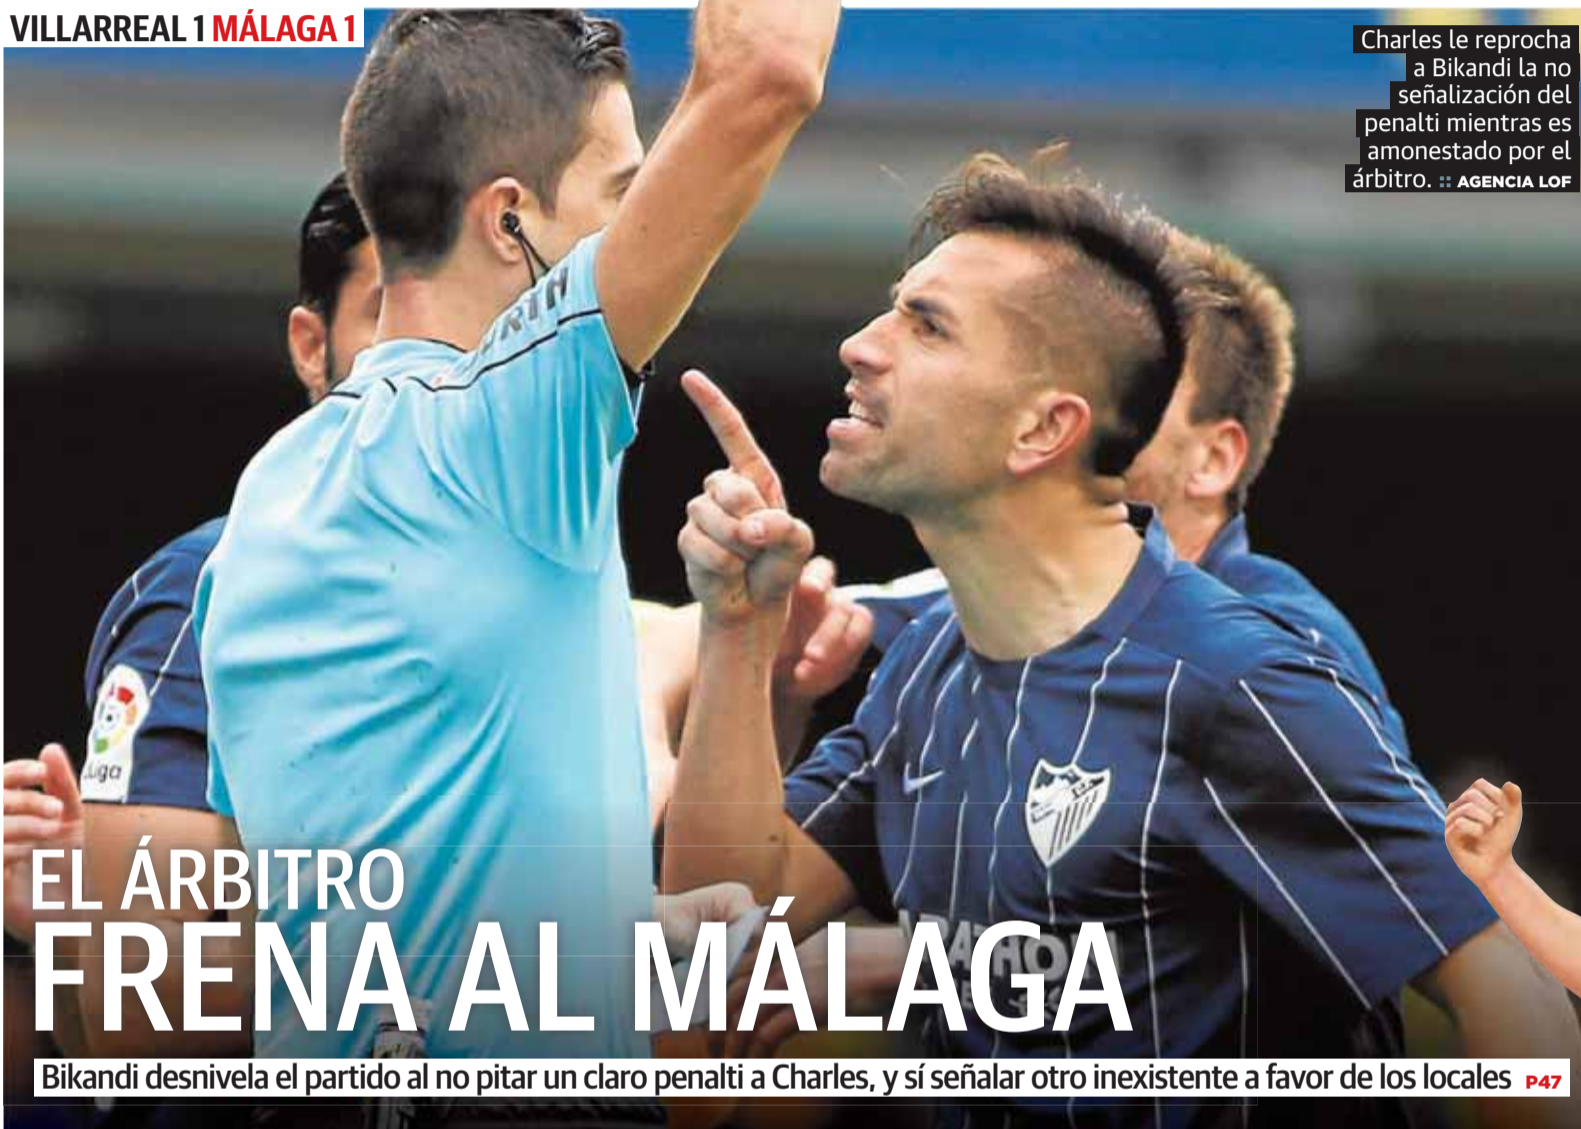 VILLARREAL 1 MÁLAGA 1
Charles le reprocha
a Bikandi la no
señalización del
penalti mientras es
amonestado por el
árbitro. :: AGENCIA LOF
EL ÁRBITRO
FRENA AL MÁLAGA
Bikandi desnivela el partido al no pitar un claro penalti a Charles, y sí señalar otro inexistente a favor de los locales P47